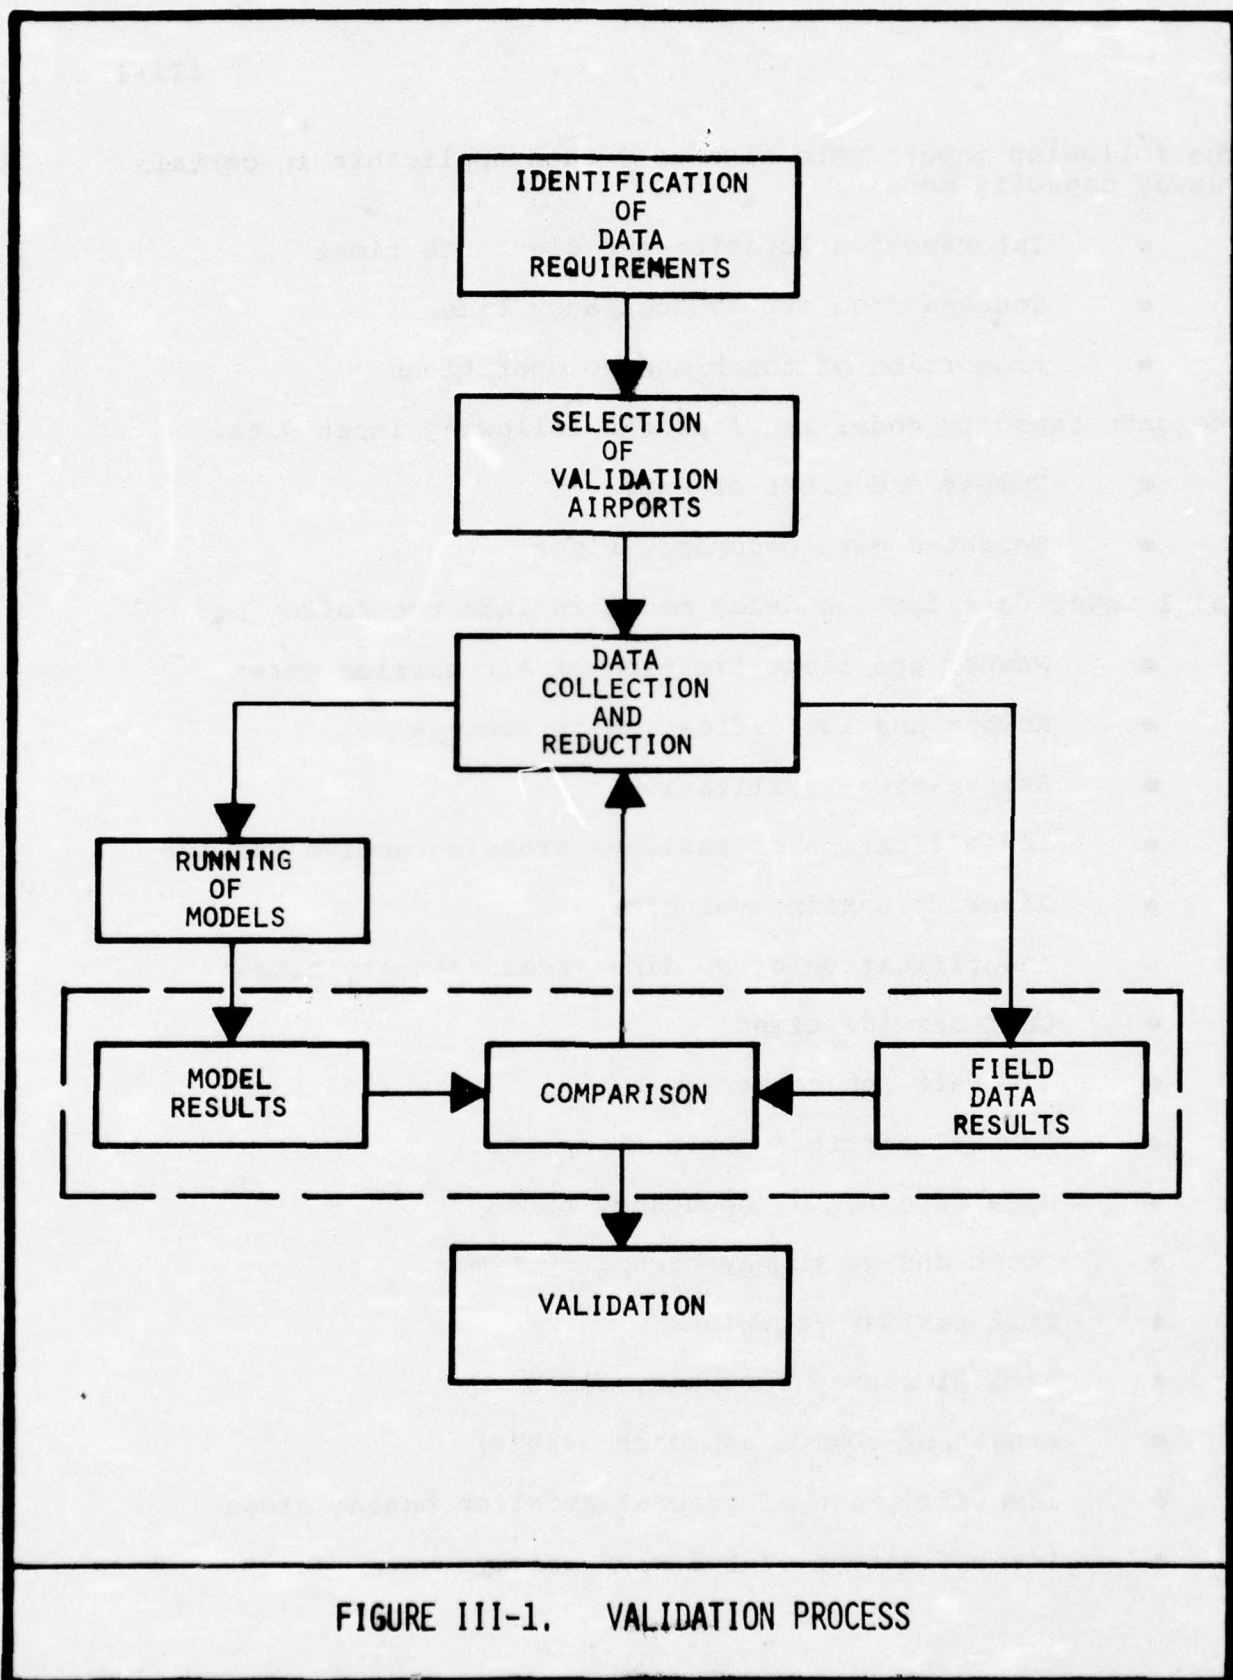 IDENTIFICATION
OF
DATA
REQUIREMENTS
SELECTION
OF
VALIDATION
AIRPORTS
DATA
COLLECTION
AND
REDUCTION
RUNNING
OF
MODELS
MODEL
RESULTS
COMPARISON
FIELD
DATA
RESULTS
VALIDATION
FIGURE III-1. VALIDATION PROCESS